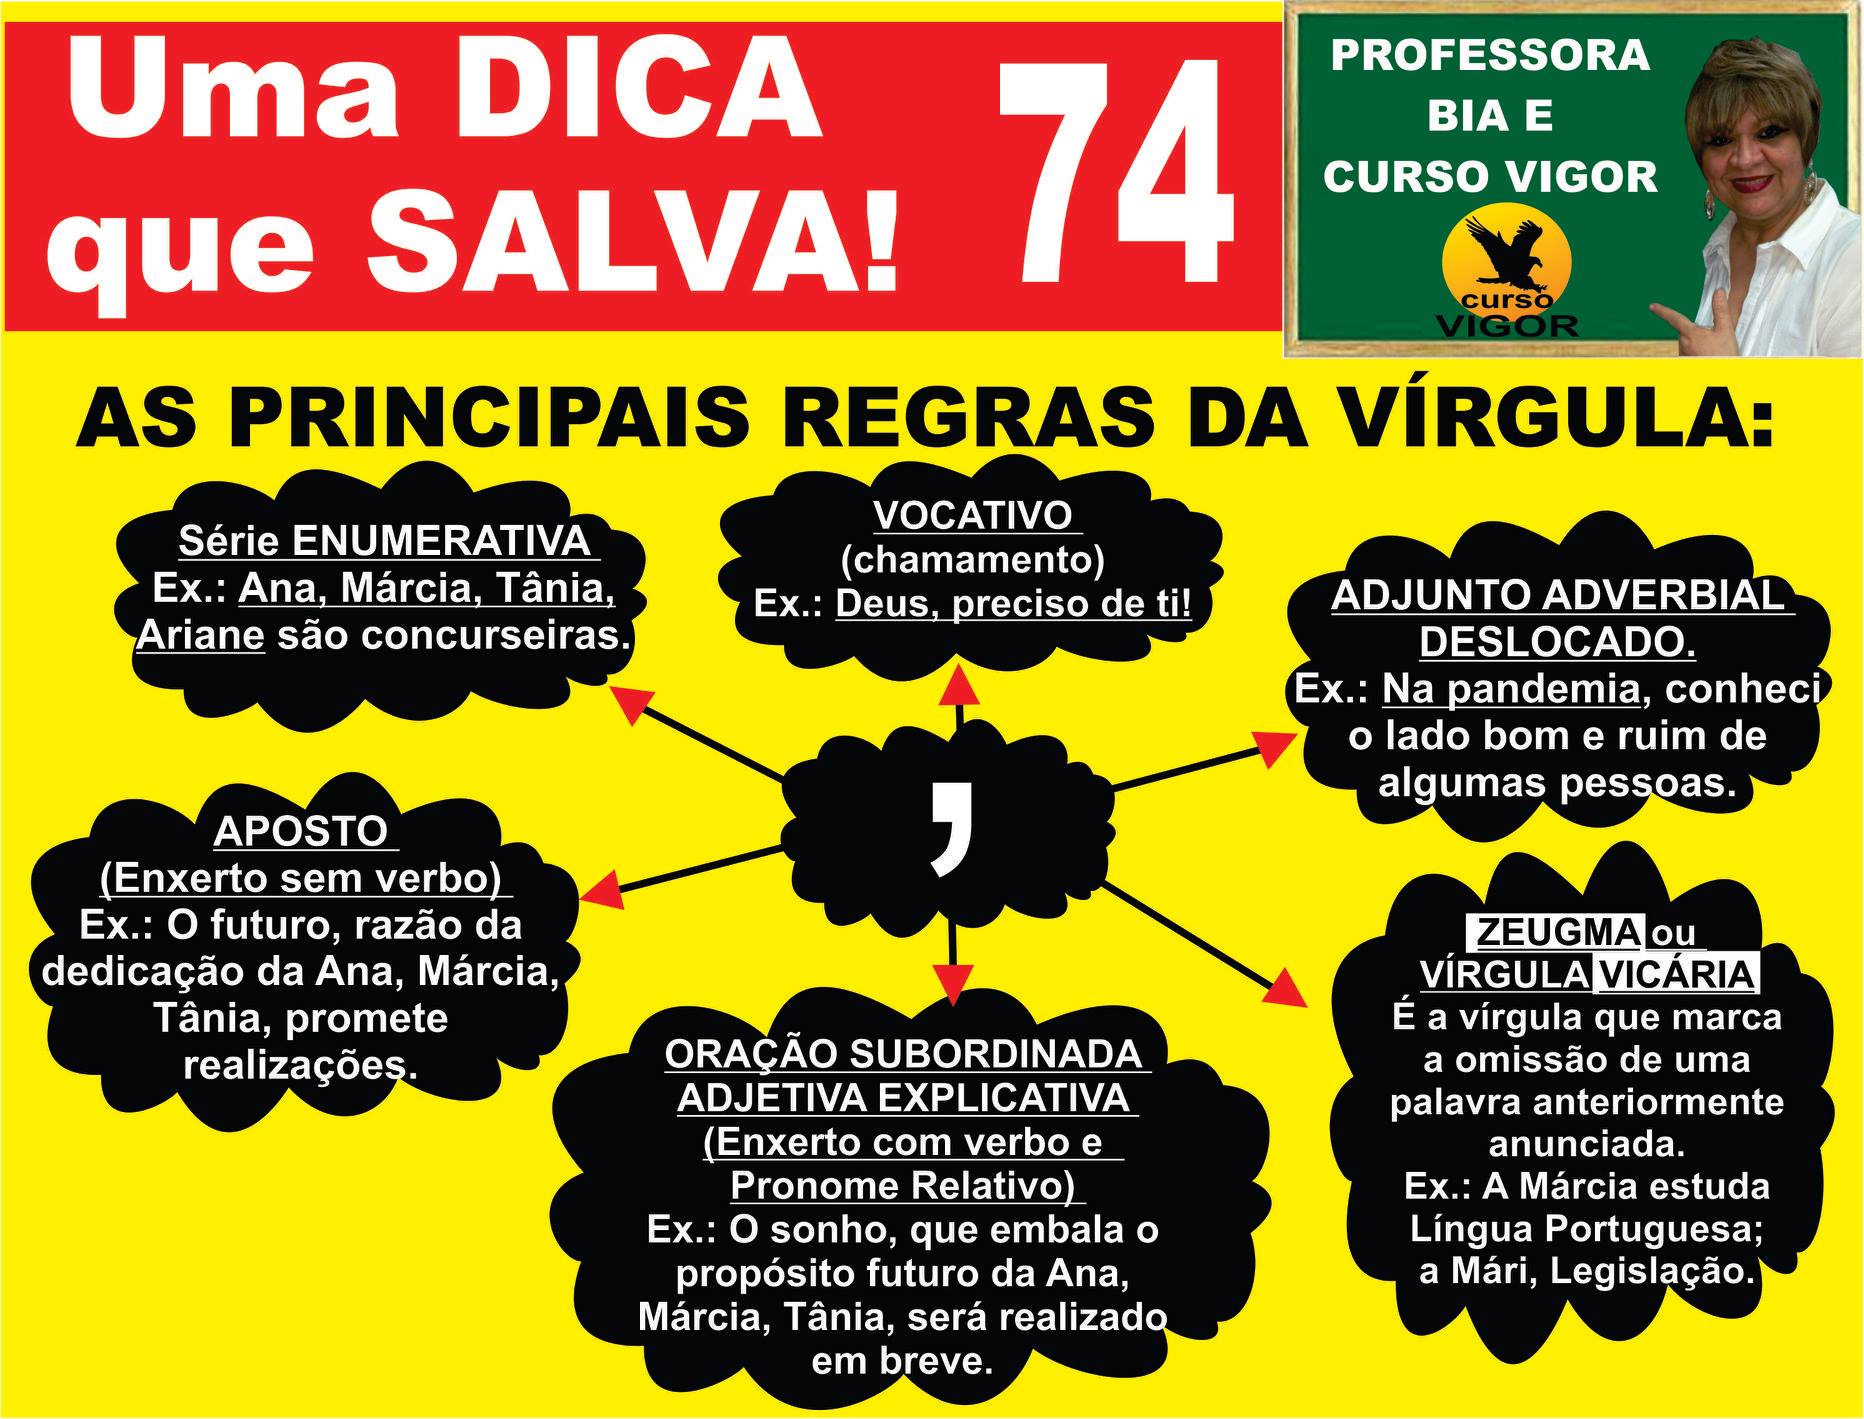 Uma DICA
que SALVA!
74
PROFESSORA
BIA E
CURSO VIGOR
curso
VIGOR
AS PRINCIPAIS REGRAS DA VÍRGULA:
Série ENUMERATIVA
Ex.: Ana, Márcia, Tânia,
Ariane são concurseiras.
VOCATIVO
(chamamento)
Ex.: Deus, preciso de ti!
ADJUNTO ADVERBIAL
DESLOCADO.
Ex.: Na pandemia, conheci
o lado bom e ruim de
algumas pessoas.
,
APOSTO
(Enxerto sem verbo)
Ex.: O futuro, razão da
dedicação da Ana, Márcia,
Tânia, promete
realizações.
ORAÇÃO SUBORDINADA
ADJETIVA EXPLICATIVA
(Enxerto com verbo e
Pronome Relativo)
Ex.: O sonho, que embala o
propósito futuro da Ana,
Márcia, Tânia, será realizado
em breve.
ZEUGMA ou
VÍRGULA VICÁRIA
É a vírgula que marca
a omissão de uma
palavra anteriormente
anunciada.
Ex.: A Márcia estuda
Língua Portuguesa;
a Mári, Legislação.